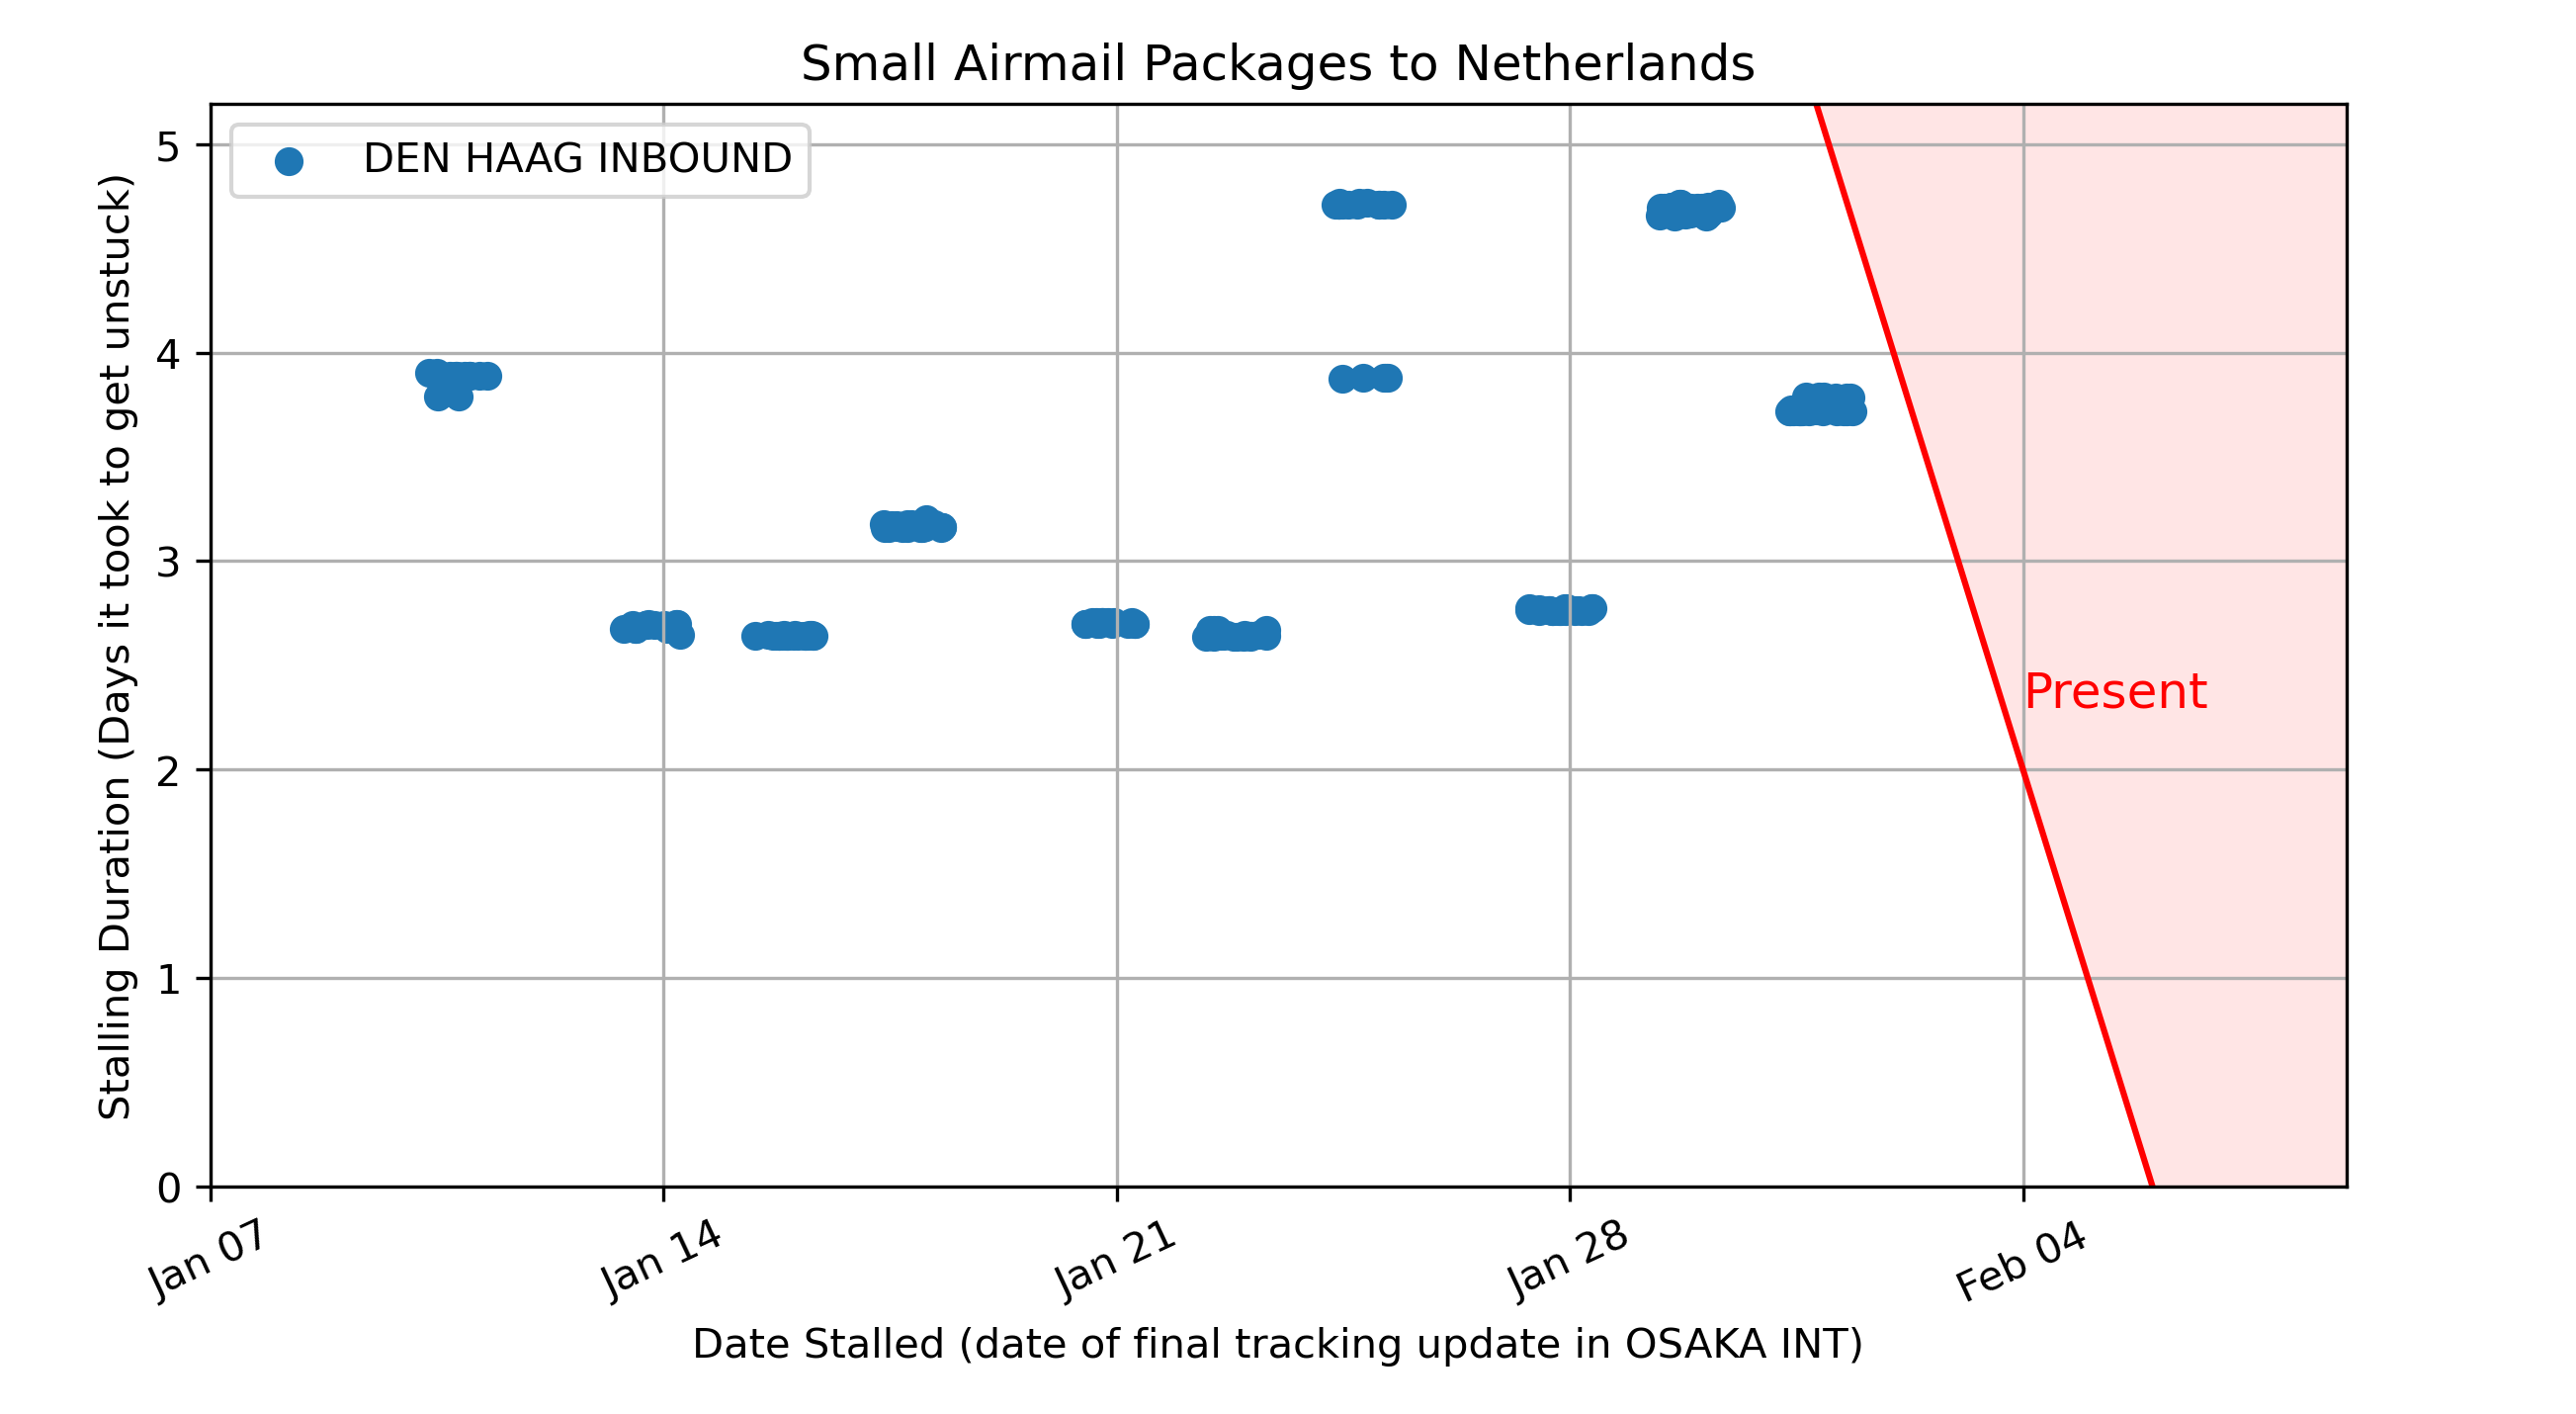 Small Airmail Packages to Netherlands
DEN HAAG INBOUND
Stalling Duration (Days it took to get unstuck)
5
4
3
2
1
0
Present
Jan 07
Jan 14
Jan 21
Jan 28
Feb 04
Date Stalled (date of final tracking update in OSAKA INT)